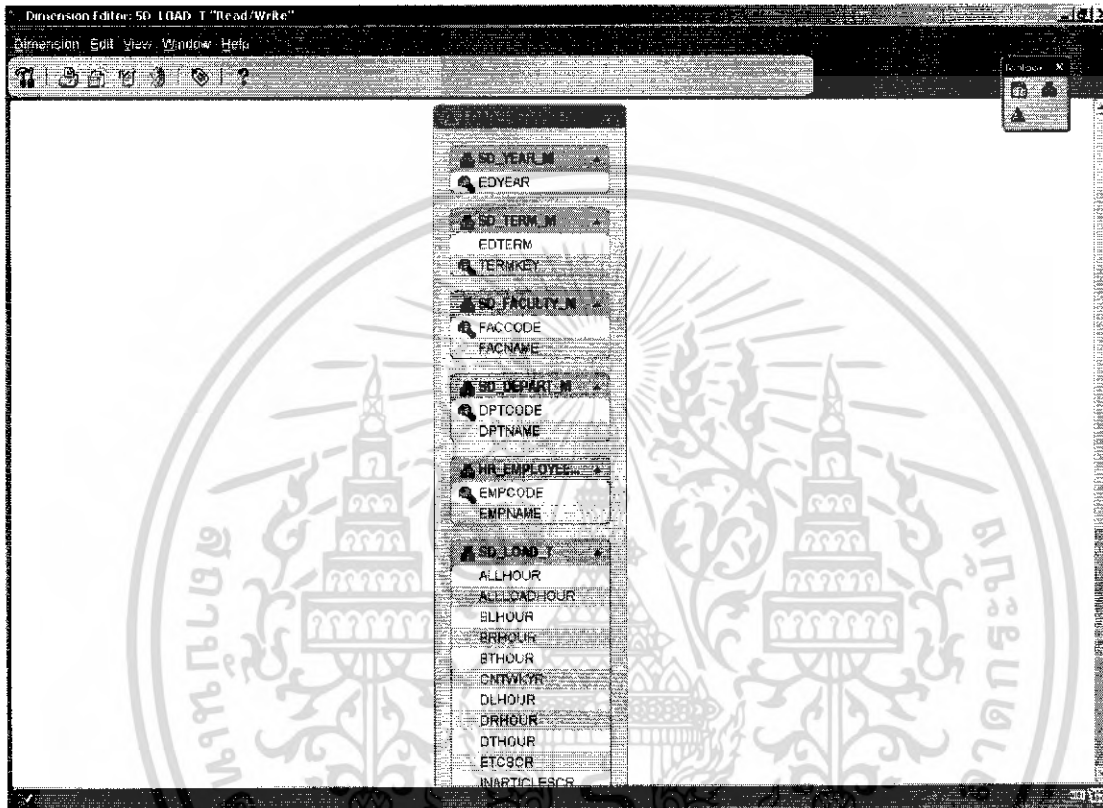 Dimension Editor: SD_LOAD_T "Read/Write"
Dimension Edit View Window Help
SD_YEAR_M
EDYEAR
SD_TERM_M
EDTERM
TERMKEY
SD_FACULTY_M
FACCODE
FACNAME
SD_DEPART_M
DPTCODE
DPTNAME
HR_EMPLOYEE...
EMPCODE
EMPNAME
SD_LOAD_T
ALLHOUR
ALLLOADHOUR
BLHOUR
BRHOUR
BTHOUR
CNTWKYR
DLHOUR
DRHOUR
DTHOUR
ETCSCR
INARTICLESCR